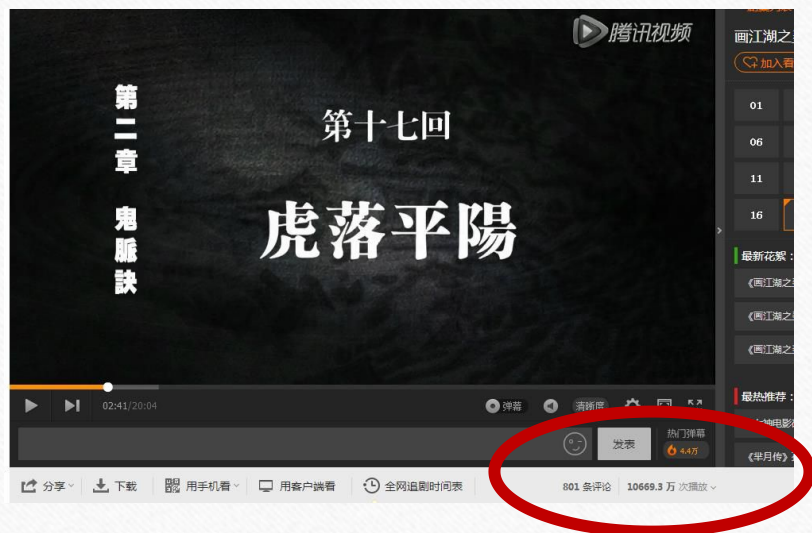 腾讯视频
第二章 鬼脈訣
第十七回
虎落平陽
02:41/20:04
弹幕
清晰度
发表
热门弹幕
4.4万
分享
下载
用手机看
用客户端看
全网追剧时间表
801 条评论
10669.3 万 次播放
画江湖之
加入看
01
06
11
16
最新花絮：
《画江湖之
《画江湖之
《画江湖之
最热推荐：
《芈月传》